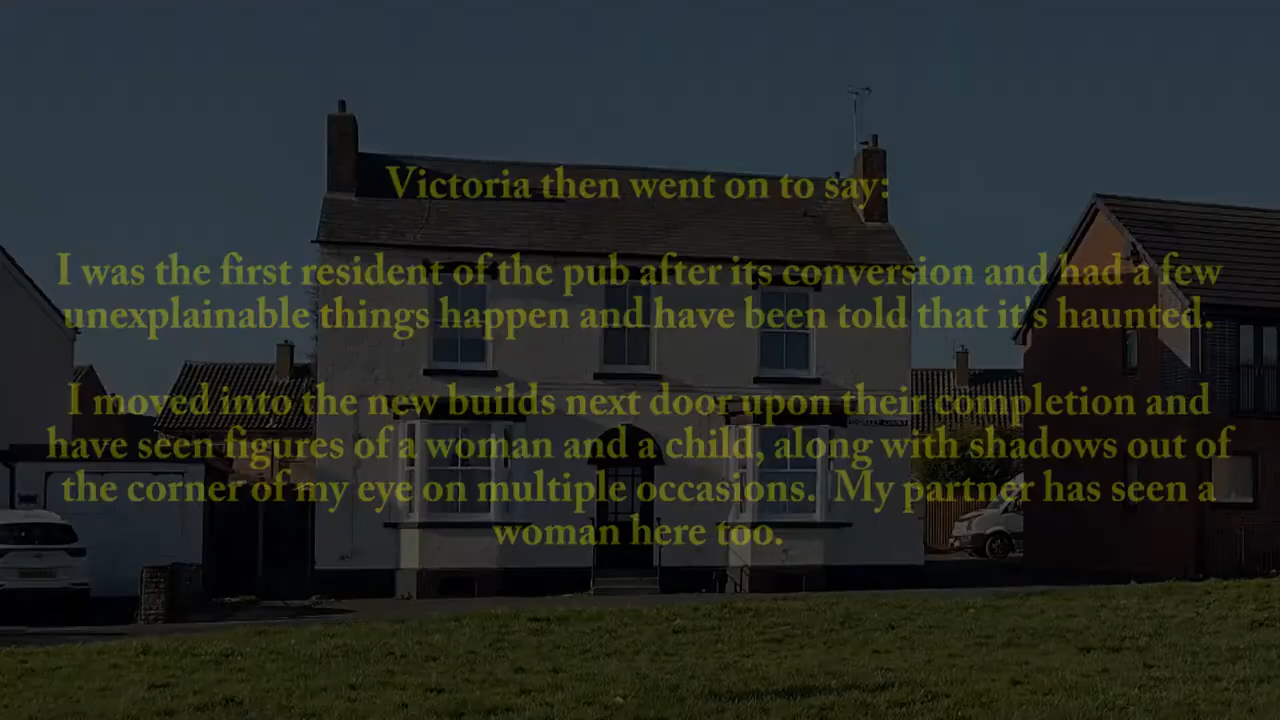 Victoria then went on to say:
I was the first resident of the pub after its conversion and had a few
unexplainable things happen and have been told that it's haunted.
I moved into the new builds next door upon their completion and
have seen figures of a woman and a child, along with shadows out of
the corner of my eye on multiple occasions. My partner has seen a
woman here too.